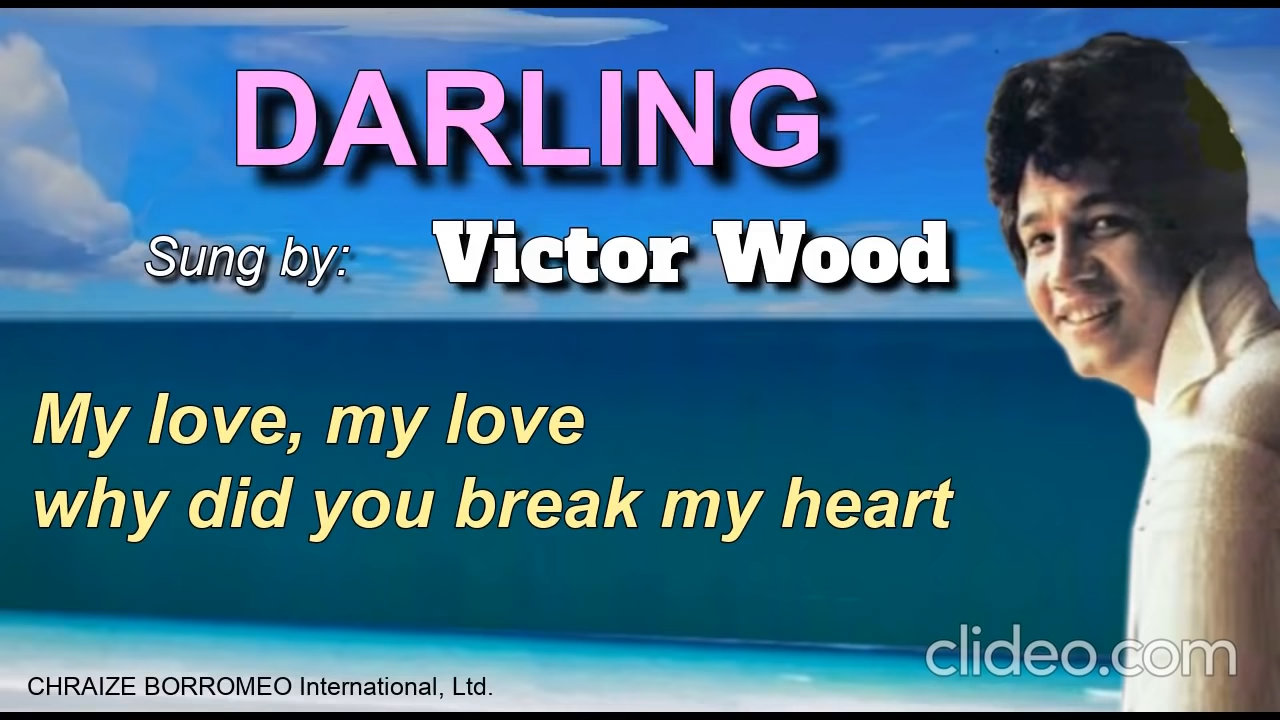 DARLING
Sung by: Victor Wood
My love, my love
why did you break my heart
clideo.com
CHRAIZE BORROMEO International, Ltd.